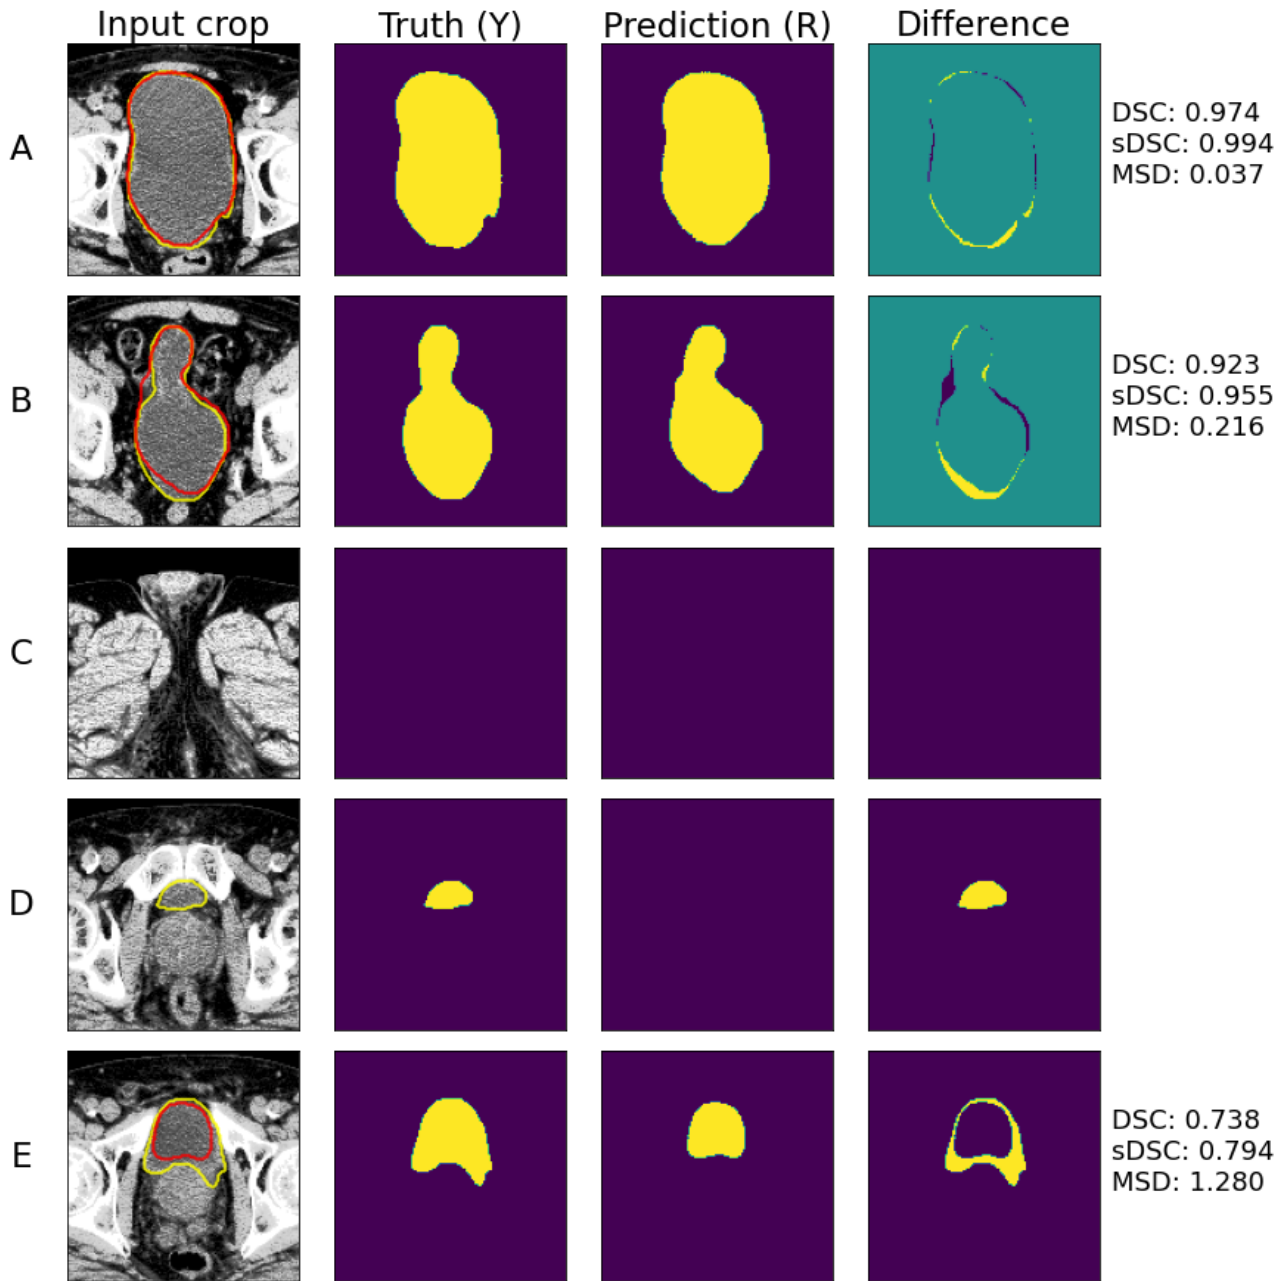 Input crop Truth (Y) Prediction (R) Difference
A
DSC: 0.974
sDSC: 0.994
MSD: 0.037
B
DSC: 0.923
sDSC: 0.955
MSD: 0.216
C
D
E
DSC: 0.738
sDSC: 0.794
MSD: 1.280